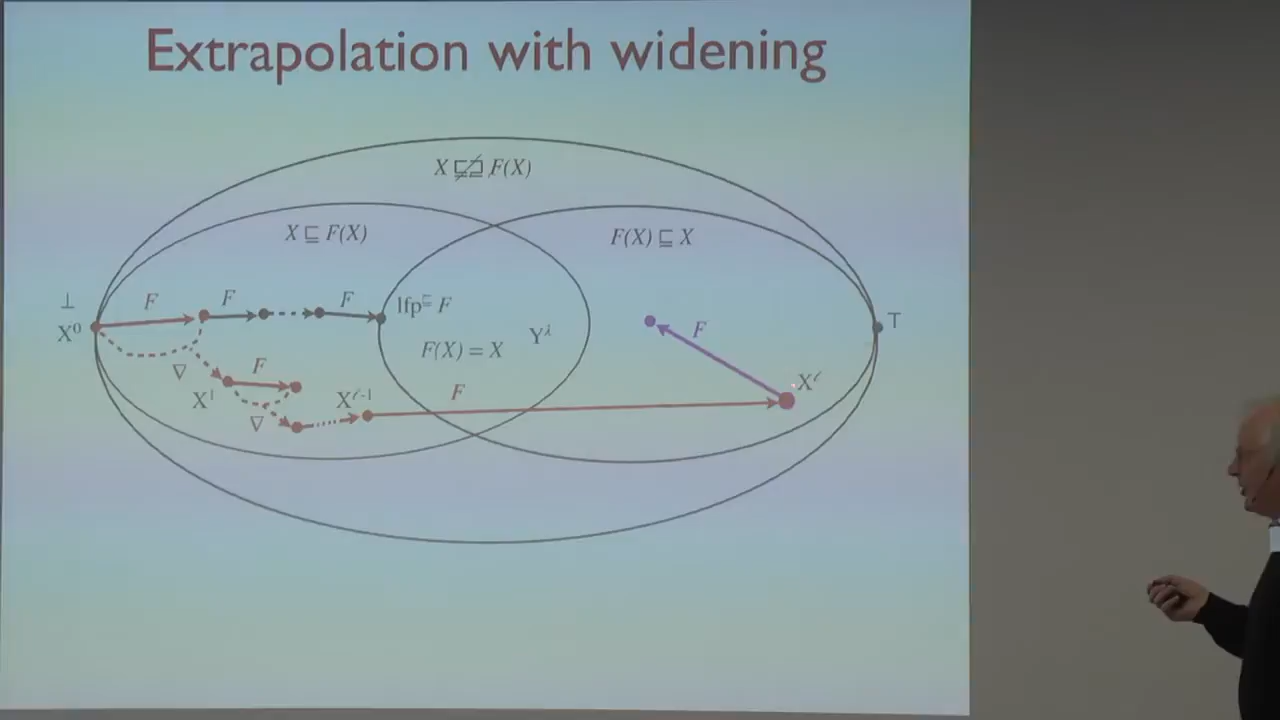 Extrapolation with widening
X ⋢⋣ F(X)
X ⊑ F(X)
F(X) ⊑ X
⊥
F
F
F
lfp⊑ F
X⁰
⊤
F(X) = X
Yλ
F
∇
F
X¹
Xℓ-1
F
Xℓ
∇